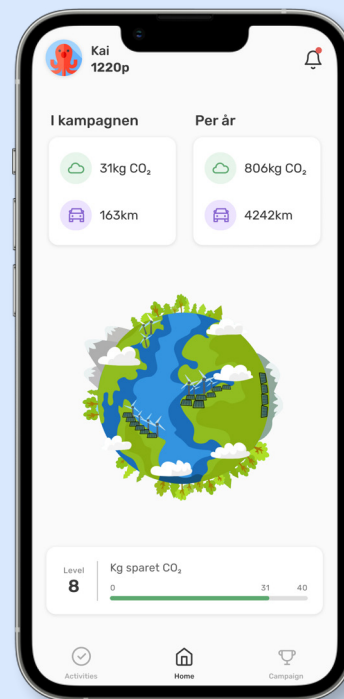 Kai
1220p
I kampagnen
Per år
31kg CO₂
806kg CO₂
163km
4242km
Level
8
Kg sparet CO₂
0
31
40
Activities
Home
Campaign